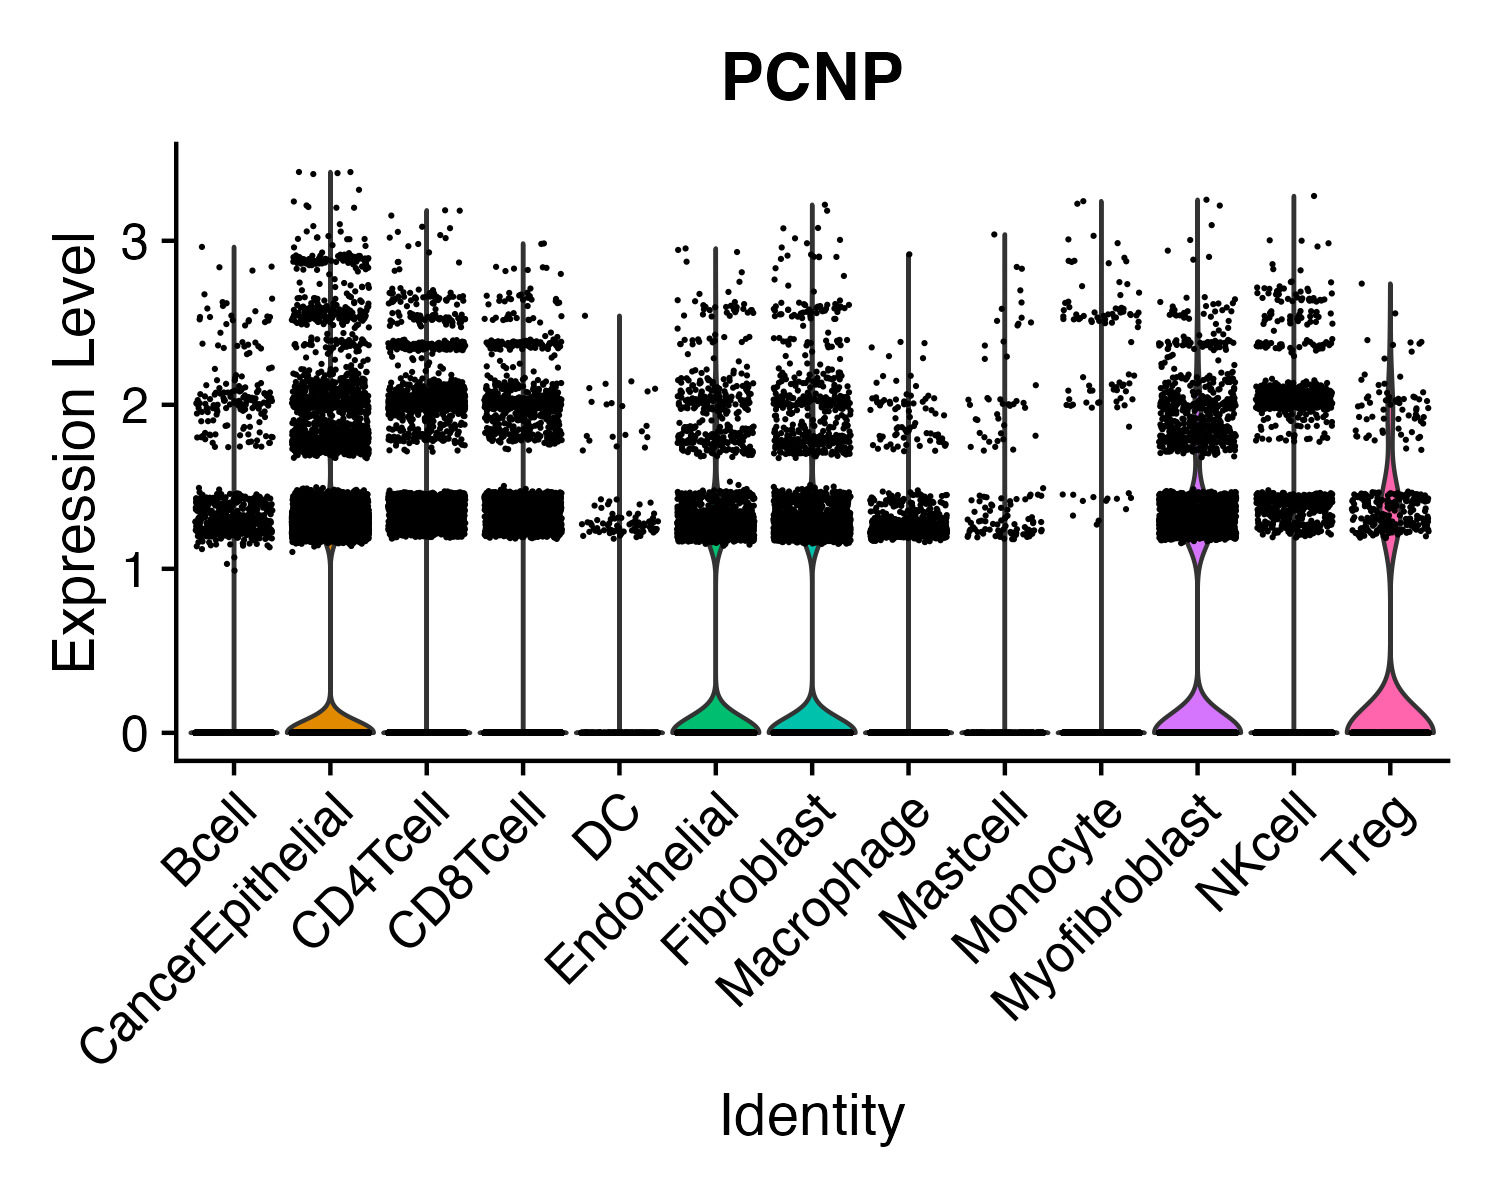 PCNP
Expression Level
3
2
1
0
Bcell
CancerEpithelial
CD4Tcell
CD8Tcell
DC
Endothelial
Fibroblast
Macrophage
Mastcell
Monocyte
Myofibroblast
NKcell
Treg
Identity